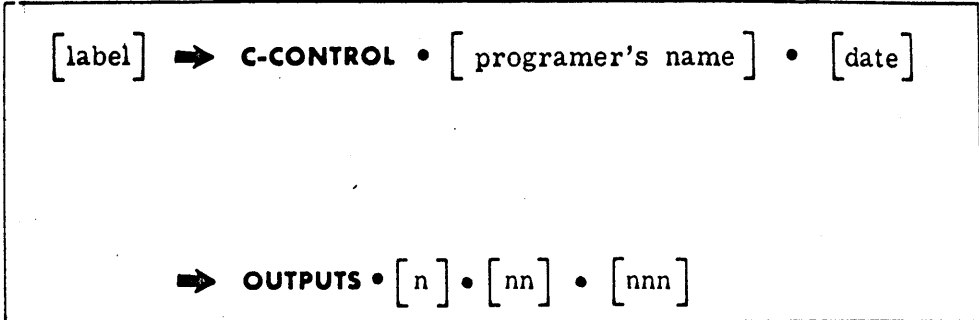 [label] ➡ C-CONTROL • [programer's name] • [date]
➡ OUTPUTS • [n] • [nn] • [nnn]